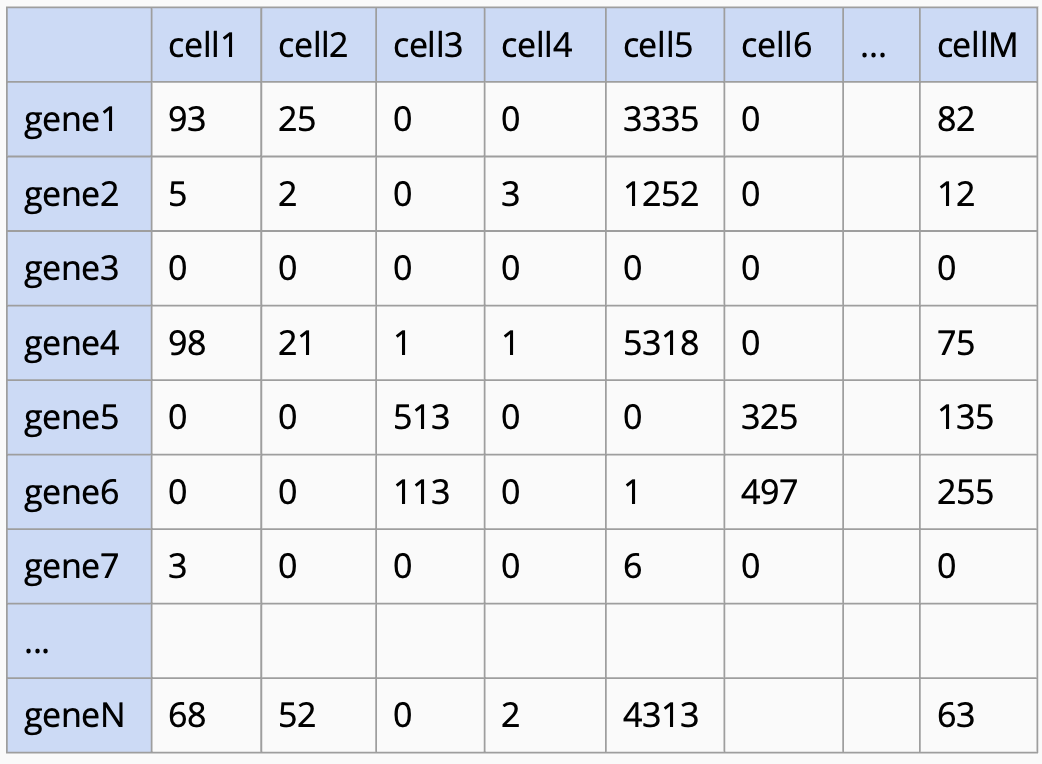 cell1 cell2 cell3 cell4 cell5 cell6 ... cellM
gene1 93 25 0 0 3335 0 82
gene2 5 2 0 3 1252 0 12
gene3 0 0 0 0 0 0 0
gene4 98 21 1 1 5318 0 75
gene5 0 0 513 0 0 325 135
gene6 0 0 113 0 1 497 255
gene7 3 0 0 0 6 0 0
...
geneN 68 52 0 2 4313 63